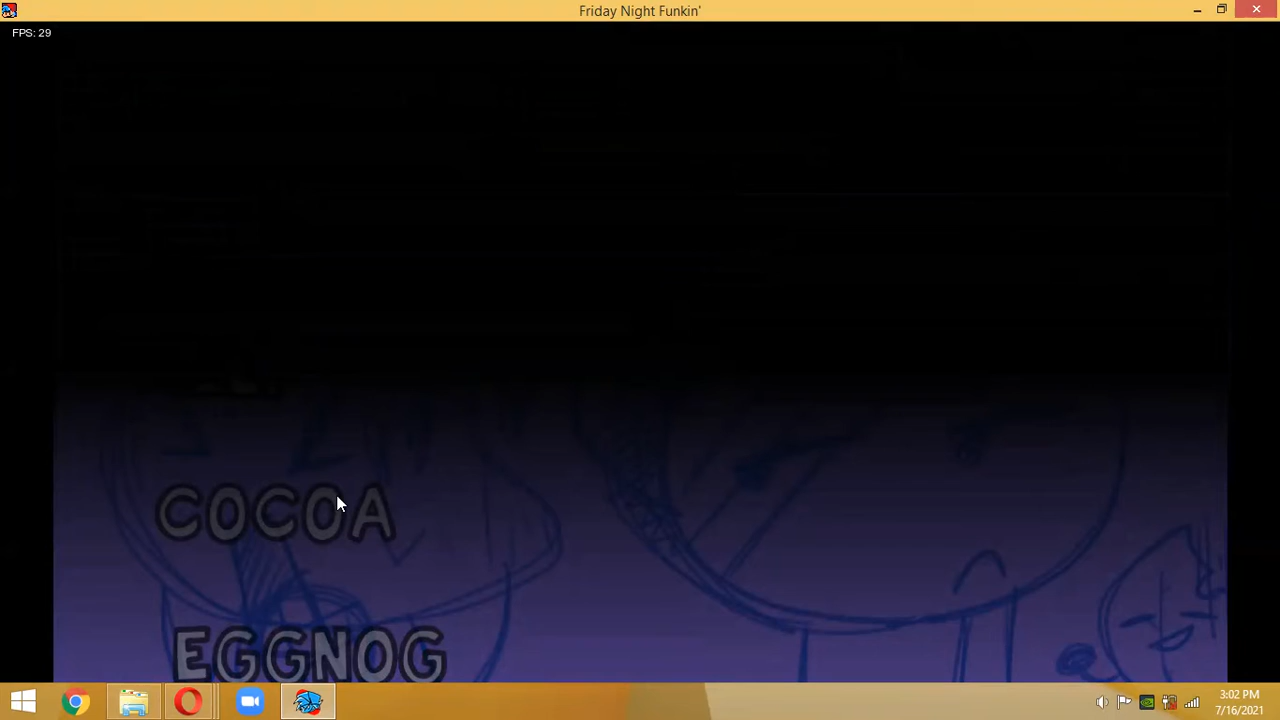 Friday Night Funkin'
FPS: 29
COCOA
EGGNOG
3:02 PM
7/16/2021